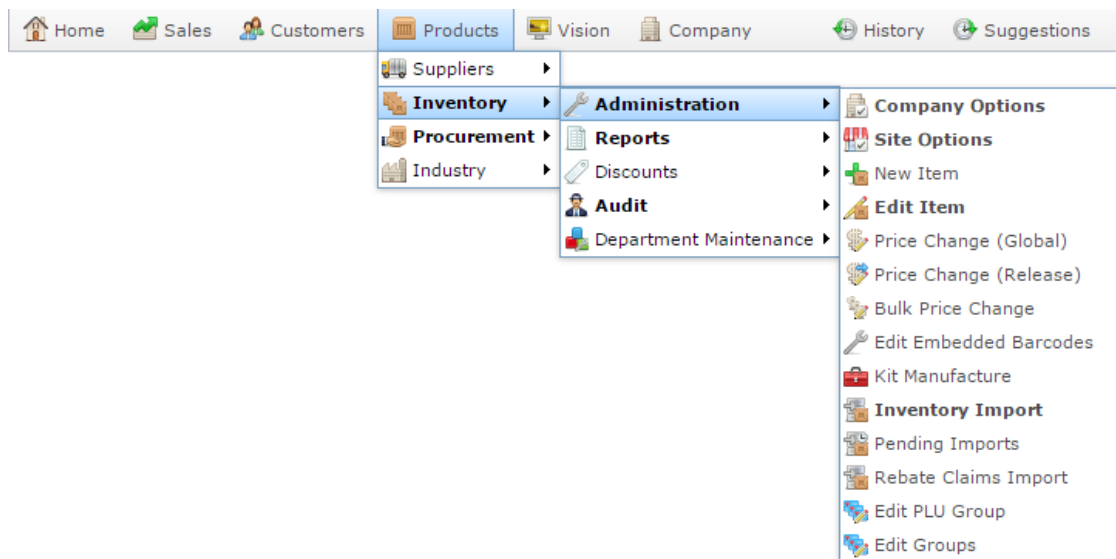 Home Sales Customers Products Vision Company History Suggestions
Suppliers
Inventory Administration Company Options
Procurement Reports Site Options
Industry Discounts New Item
Audit Edit Item
Department Maintenance Price Change (Global)
Price Change (Release)
Bulk Price Change
Edit Embedded Barcodes
Kit Manufacture
Inventory Import
Pending Imports
Rebate Claims Import
Edit PLU Group
Edit Groups